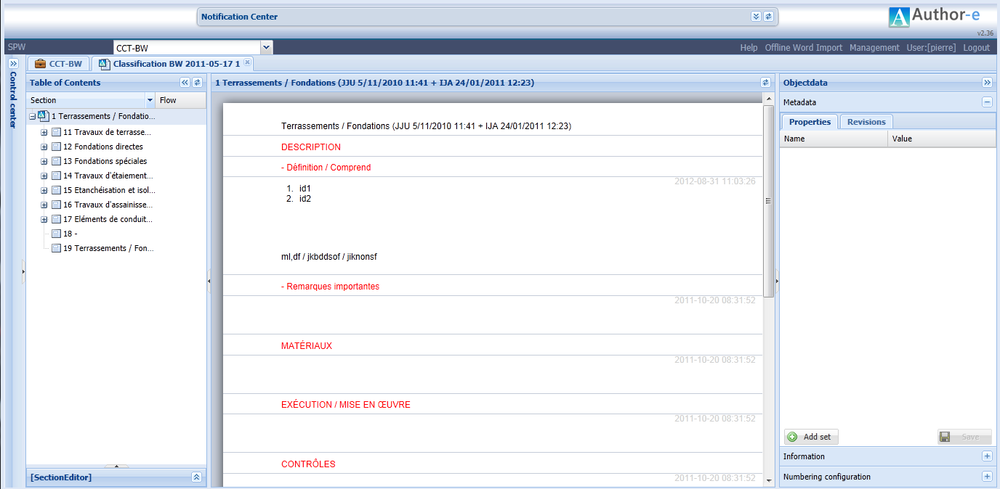 Notification Center
Author-e
v2.36
SPW
CCT-BW
Help Offline Word Import Management User:[pierre] Logout
Control center
CCT-BW
Classification BW 2011-05-17 1
Table of Contents
Section Flow
1 Terrassements / Fondatio...
11 Travaux de terrasse...
12 Fondations directes
13 Fondations spéciales
14 Travaux d'étaiement...
15 Etanchéisation et isol...
16 Travaux d'assainisse...
17 Eléments de conduit...
18 -
19 Terrassements / Fon...
[SectionEditor]
1 Terrassements / Fondations (JJU 5/11/2010 11:41 + IJA 24/01/2011 12:23)
Terrassements / Fondations (JJU 5/11/2010 11:41 + IJA 24/01/2011 12:23)
DESCRIPTION
- Définition / Comprend
2012-08-31 11:03:26
1. id1
2. id2
ml,df / jkbddsof / jiknonsf
- Remarques importantes
2011-10-20 08:31:52
MATÉRIAUX
2011-10-20 08:31:52
EXÉCUTION / MISE EN ŒUVRE
2011-10-20 08:31:52
CONTRÔLES
2011-10-20 08:31:52
Objectdata
Metadata
Properties Revisions
Name Value
Add set Save
Information
Numbering configuration